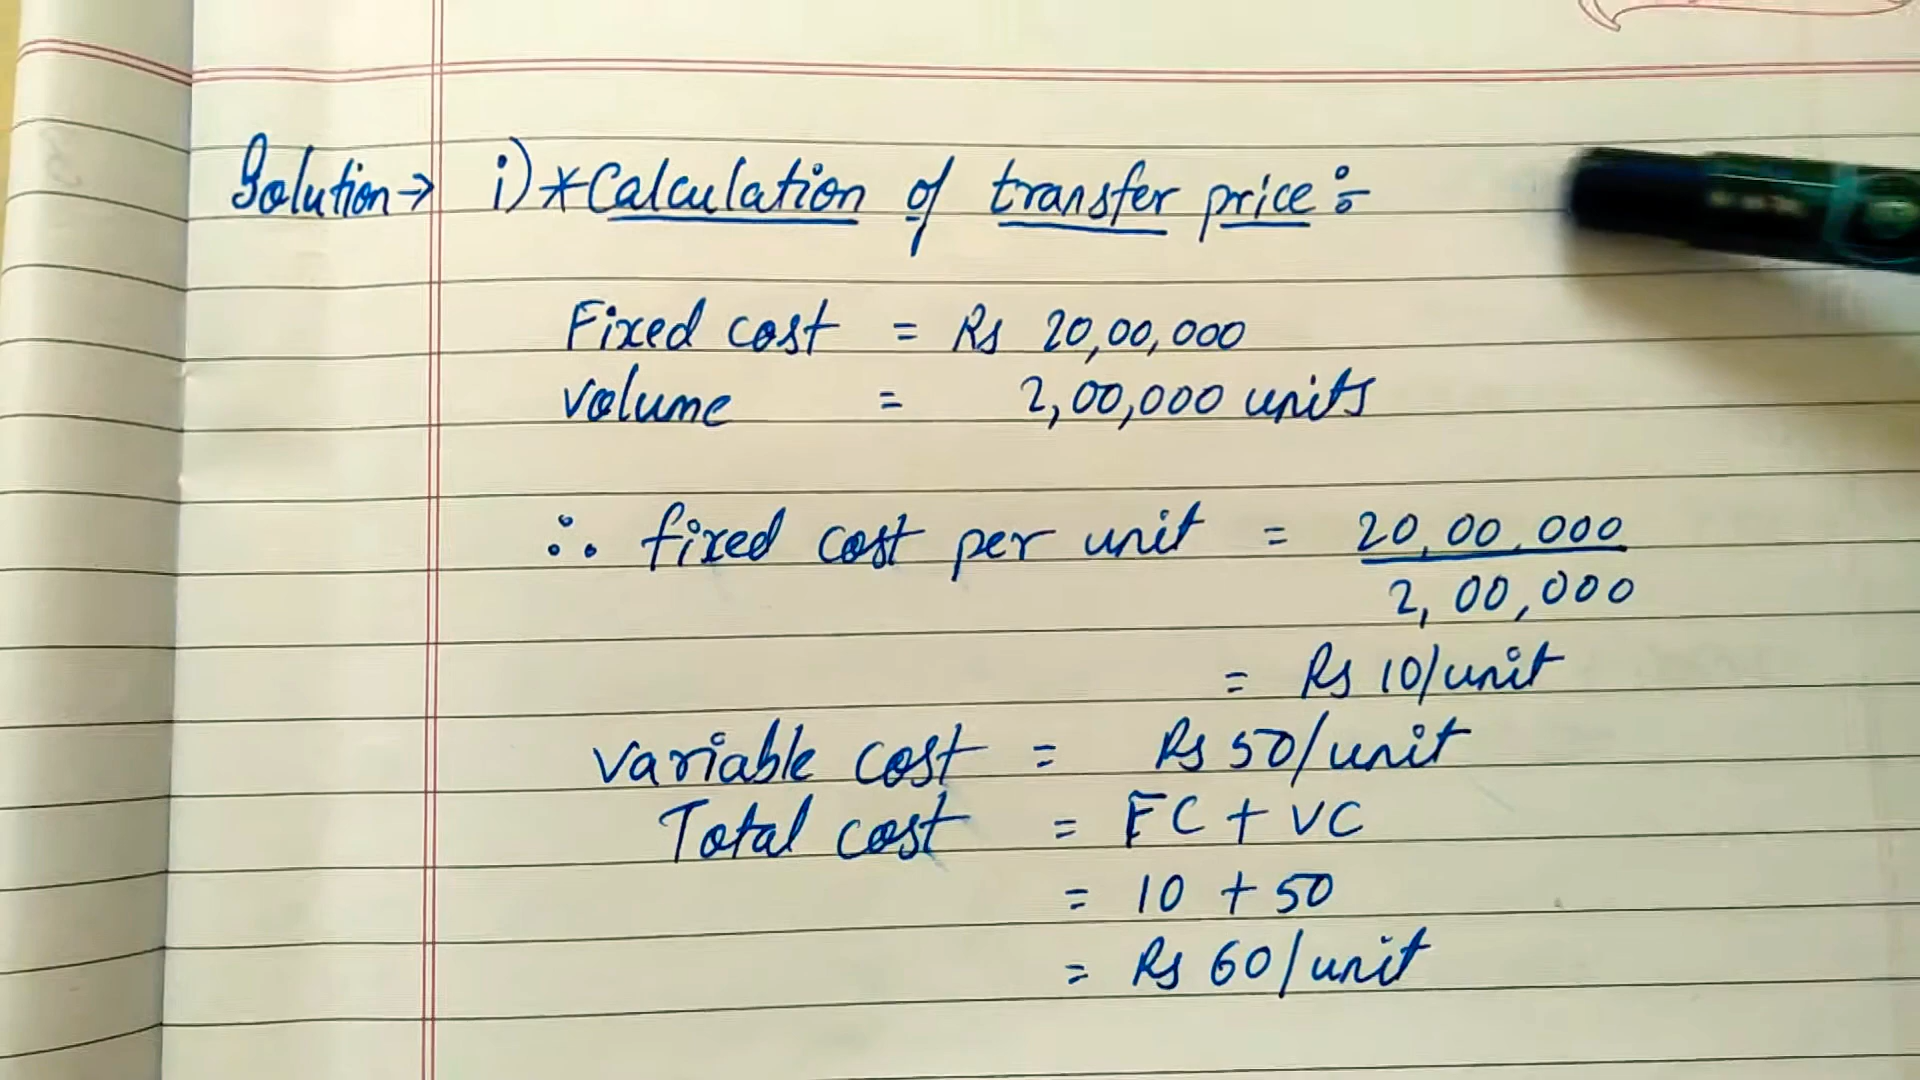 Solution → i) * Calculation of transfer price :-
Fixed cost = Rs 20,00,000
volume = 2,00,000 units
∴ fixed cost per unit = 20,00,000
2,00,000
= Rs 10/unit
variable cost = Rs 50/unit
Total cost = FC + VC
= 10 + 50
= Rs 60/unit